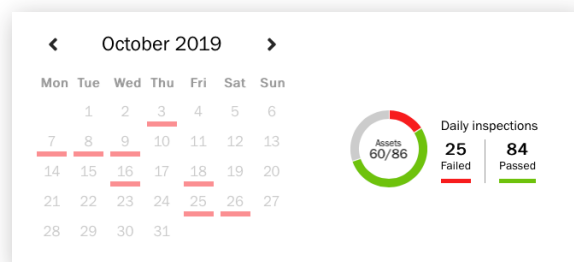 October 2019
Mon Tue Wed Thu Fri Sat Sun
1 2 3 4 5 6
7 8 9 10 11 12 13
14 15 16 17 18 19 20
21 22 23 24 25 26 27
28 29 30 31
Assets
60/86
Daily inspections
25 84
Failed Passed